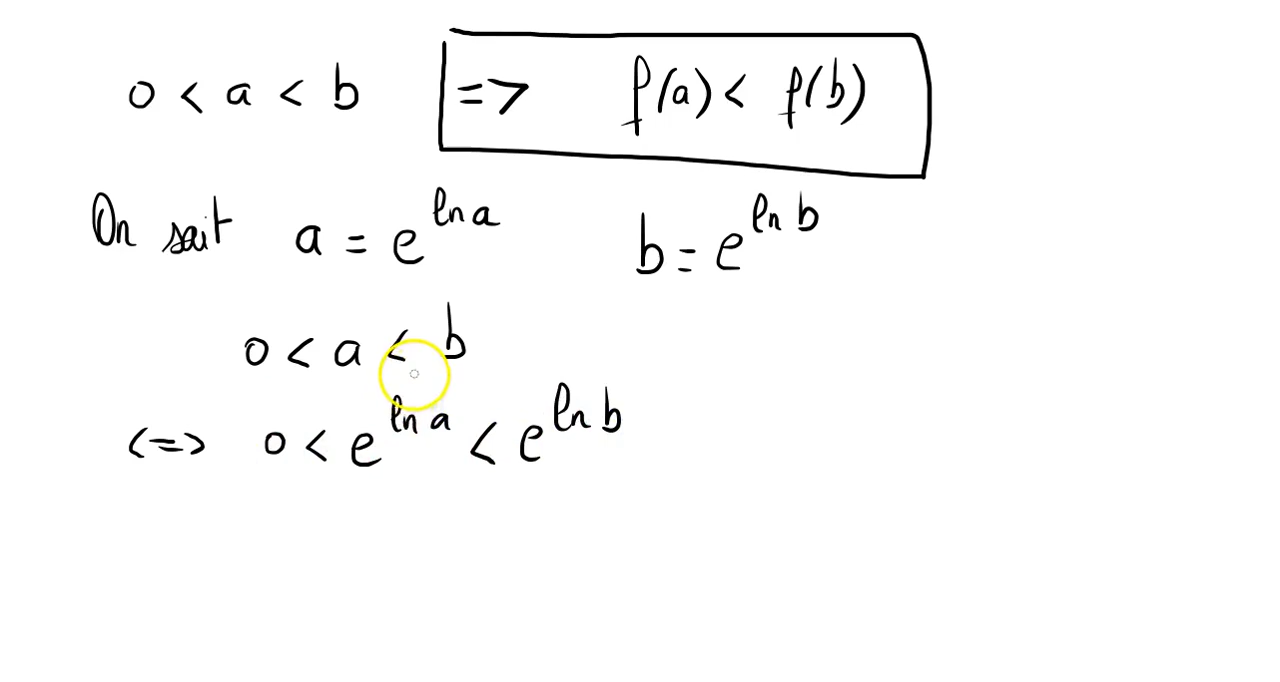 0 < a < b => f(a) < f(b)
On sait a = e^{ln a} b = e^{ln b}
0 < a < b
<=> 0 < e^{ln a} < e^{ln b}